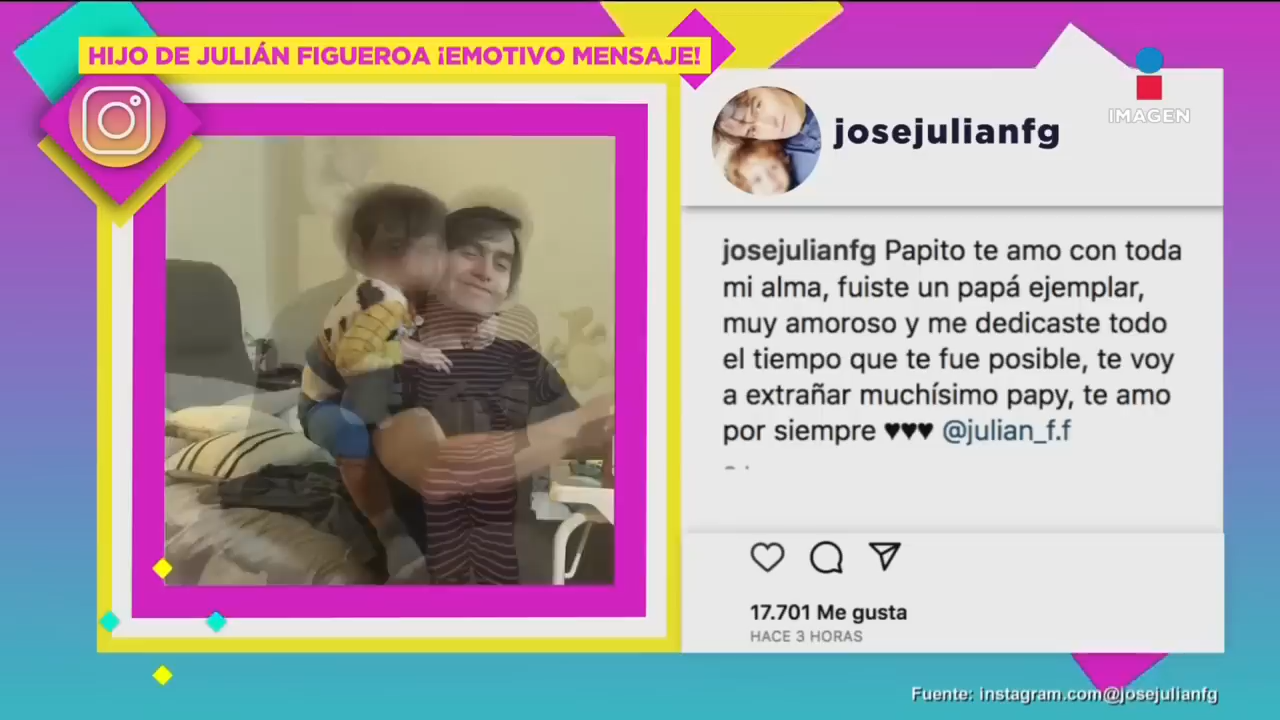 HIJO DE JULIÁN FIGUEROA ¡EMOTIVO MENSAJE!
IMAGEN
josejulianfg
josejulianfg Papito te amo con toda
mi alma, fuiste un papá ejemplar,
muy amoroso y me dedicaste todo
el tiempo que te fue posible, te voy
a extrañar muchísimo papy, te amo
por siempre ♥♥♥ @julian_f.f
17.701 Me gusta
HACE 3 HORAS
Fuente: instagram.com@josejulianfg